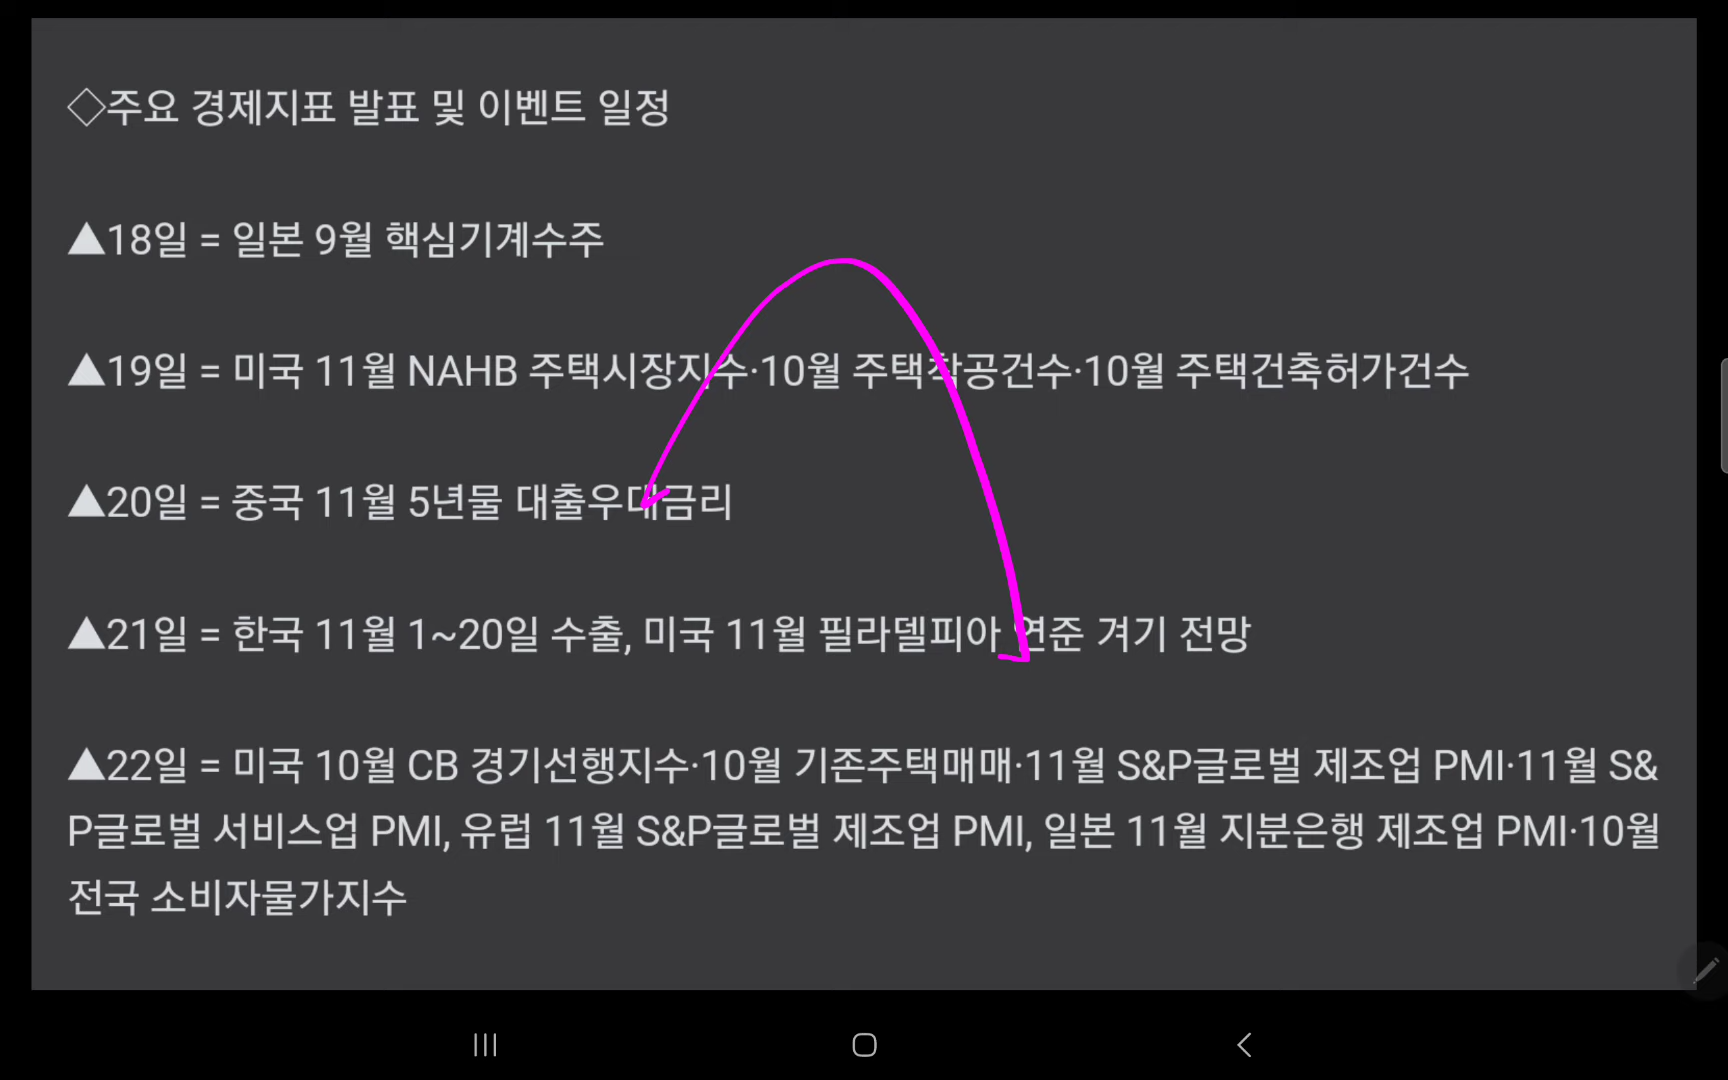 ◇주요 경제지표 발표 및 이벤트 일정
▲18일 = 일본 9월 핵심기계수주
▲19일 = 미국 11월 NAHB 주택시장지수·10월 주택착공건수·10월 주택건축허가건수
▲20일 = 중국 11월 5년물 대출우대금리
▲21일 = 한국 11월 1~20일 수출, 미국 11월 필라델피아 연준 겨기 전망
▲22일 = 미국 10월 CB 경기선행지수·10월 기존주택매매·11월 S&P글로벌 제조업 PMI·11월 S&
P글로벌 서비스업 PMI, 유럽 11월 S&P글로벌 제조업 PMI, 일본 11월 지분은행 제조업 PMI·10월
전국 소비자물가지수